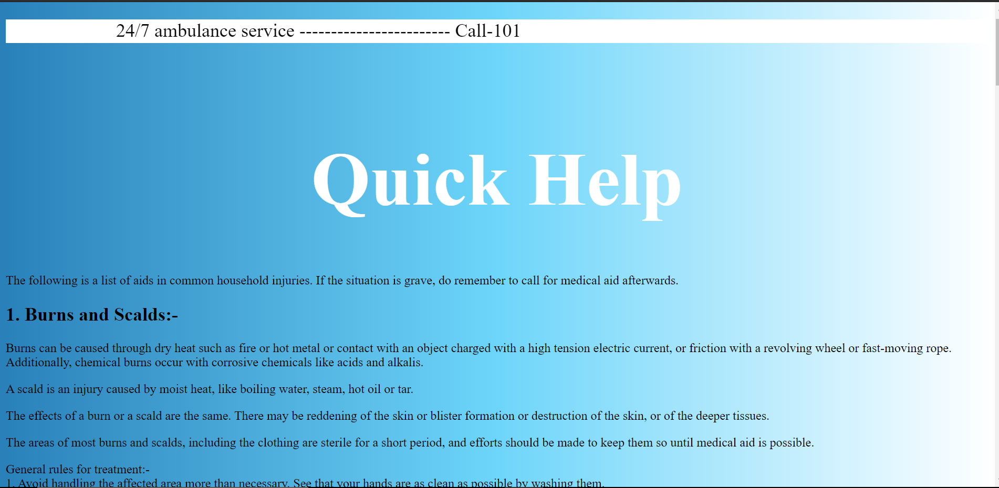 24/7 ambulance service ------------------------ Call-101
Quick Help
The following is a list of aids in common household injuries. If the situation is grave, do remember to call for medical aid afterwards.
1. Burns and Scalds:-
Burns can be caused through dry heat such as fire or hot metal or contact with an object charged with a high tension electric current, or friction with a revolving wheel or fast-moving rope.
Additionally, chemical burns occur with corrosive chemicals like acids and alkalis.
A scald is an injury caused by moist heat, like boiling water, steam, hot oil or tar.
The effects of a burn or a scald are the same. There may be reddening of the skin or blister formation or destruction of the skin, or of the deeper tissues.
The areas of most burns and scalds, including the clothing are sterile for a short period, and efforts should be made to keep them so until medical aid is possible.
General rules for treatment:-
1. Avoid handling the affected area more than necessary. See that your hands are as clean as possible by washing them.